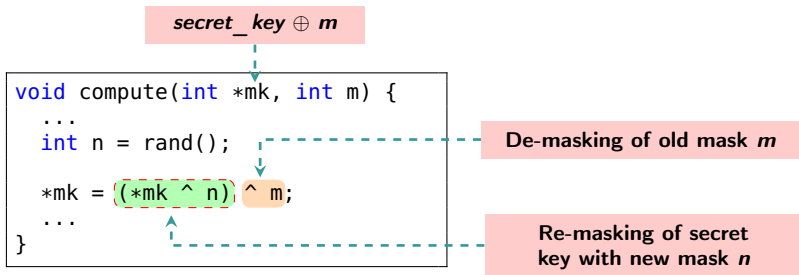 secret_key ⊕ m
void compute(int *mk, int m) {
...
int n = rand();
*mk = (*mk ^ n) ^ m;
...
}
De-masking of old mask m
Re-masking of secret
key with new mask n